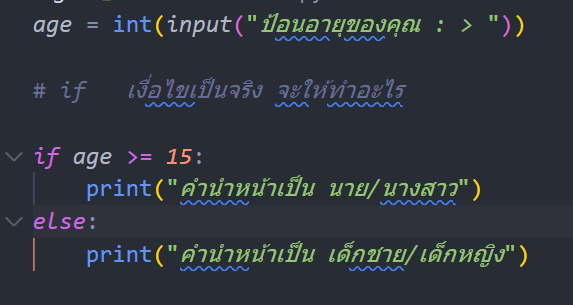 age = int(input("ป้อนอายุของคุณ : > "))
# if   เงื่อไขเป็นจริง จะให้ทำอะไร
if age >= 15:
    print("คำนำหน้าเป็น นาย/นางสาว")
else:
    print("คำนำหน้าเป็น เด็กชาย/เด็กหญิง")